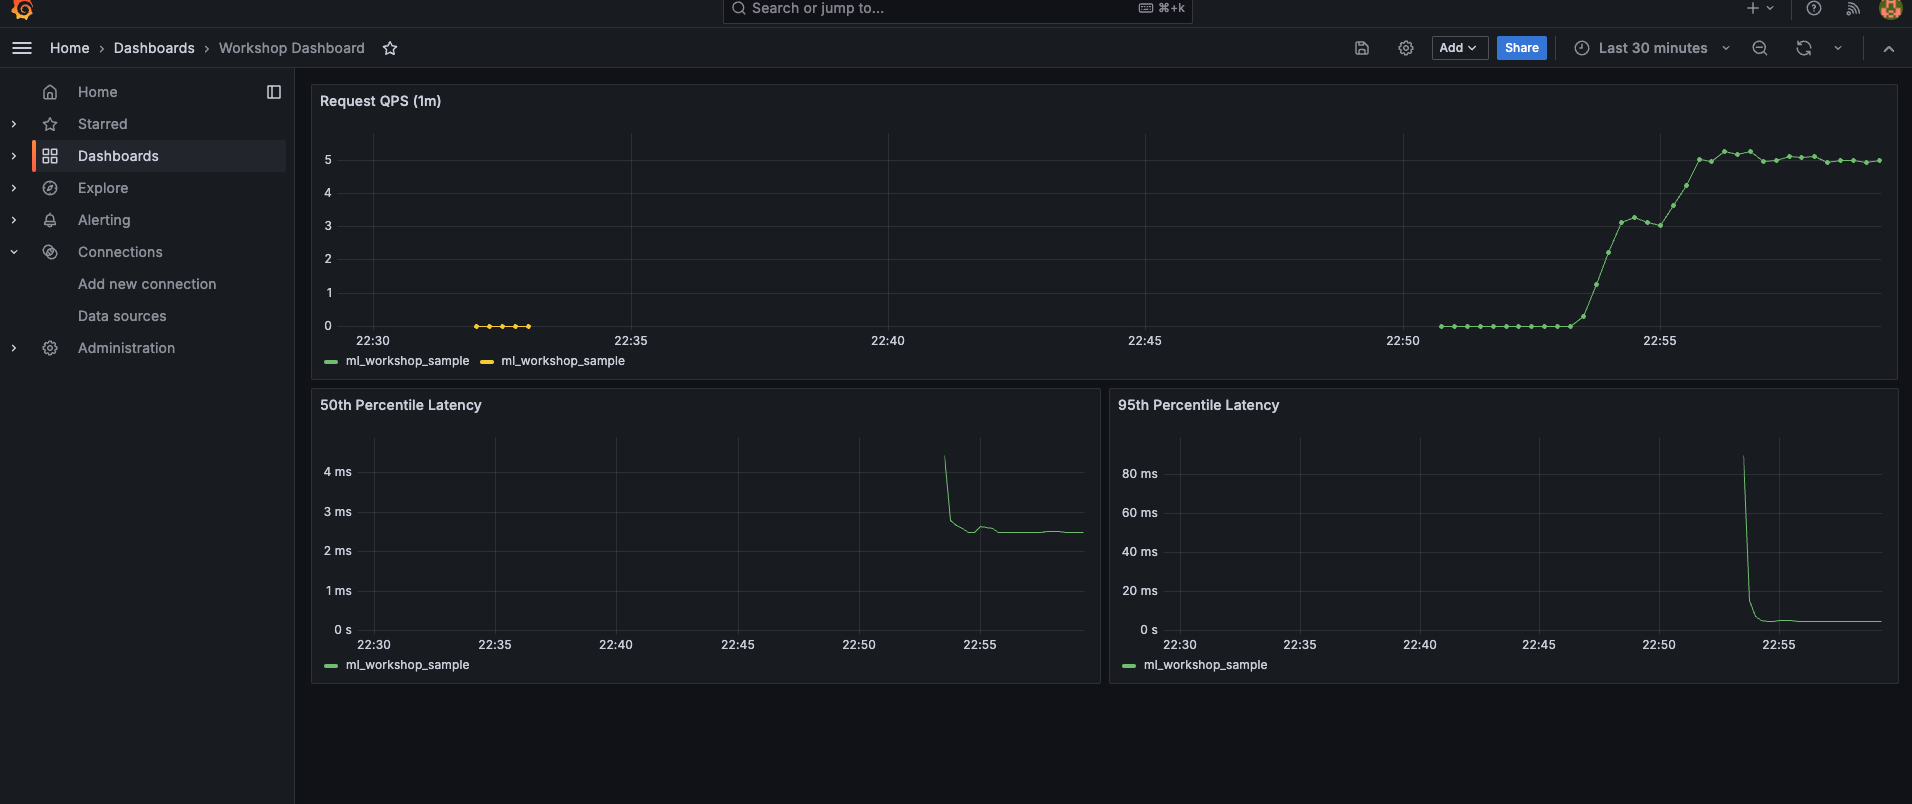 Search or jump to... ⌘+k
Home › Dashboards › Workshop Dashboard Add Share Last 30 minutes
Home
Starred
Dashboards
Explore
Alerting
Connections
Add new connection
Data sources
Administration
Request QPS (1m)
5
4
3
2
1
0
22:30 22:35 22:40 22:45 22:50 22:55
ml_workshop_sample ml_workshop_sample
50th Percentile Latency
4 ms
3 ms
2 ms
1 ms
0 s
22:30 22:35 22:40 22:45 22:50 22:55
ml_workshop_sample
95th Percentile Latency
80 ms
60 ms
40 ms
20 ms
0 s
22:30 22:35 22:40 22:45 22:50 22:55
ml_workshop_sample